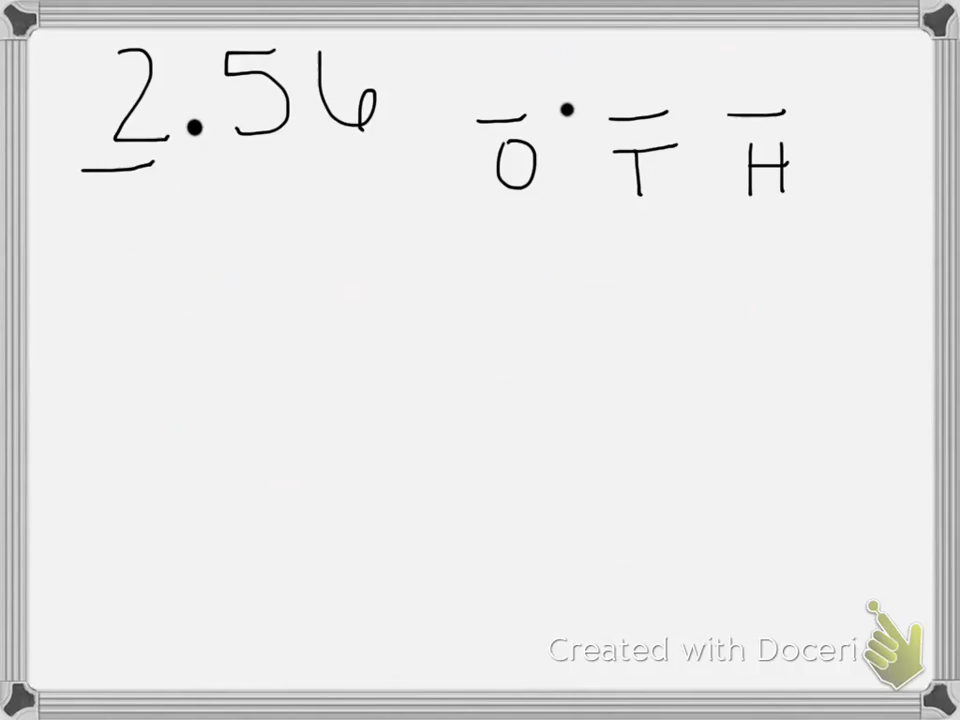 2.56
_ . _ _
O T H
Created with Doceri